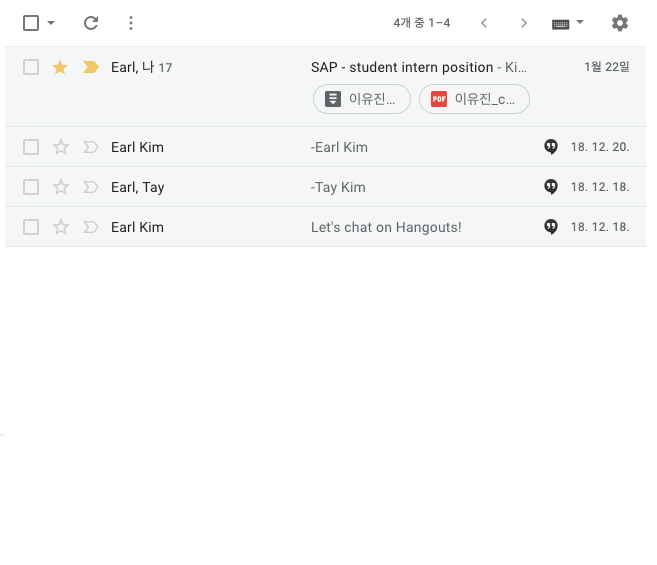 4개 중 1–4
Earl, 나 17 SAP - student intern position - Ki… 1월 22일
이유진… PDF 이유진_c…
Earl Kim -Earl Kim 18. 12. 20.
Earl, Tay -Tay Kim 18. 12. 18.
Earl Kim Let's chat on Hangouts! 18. 12. 18.